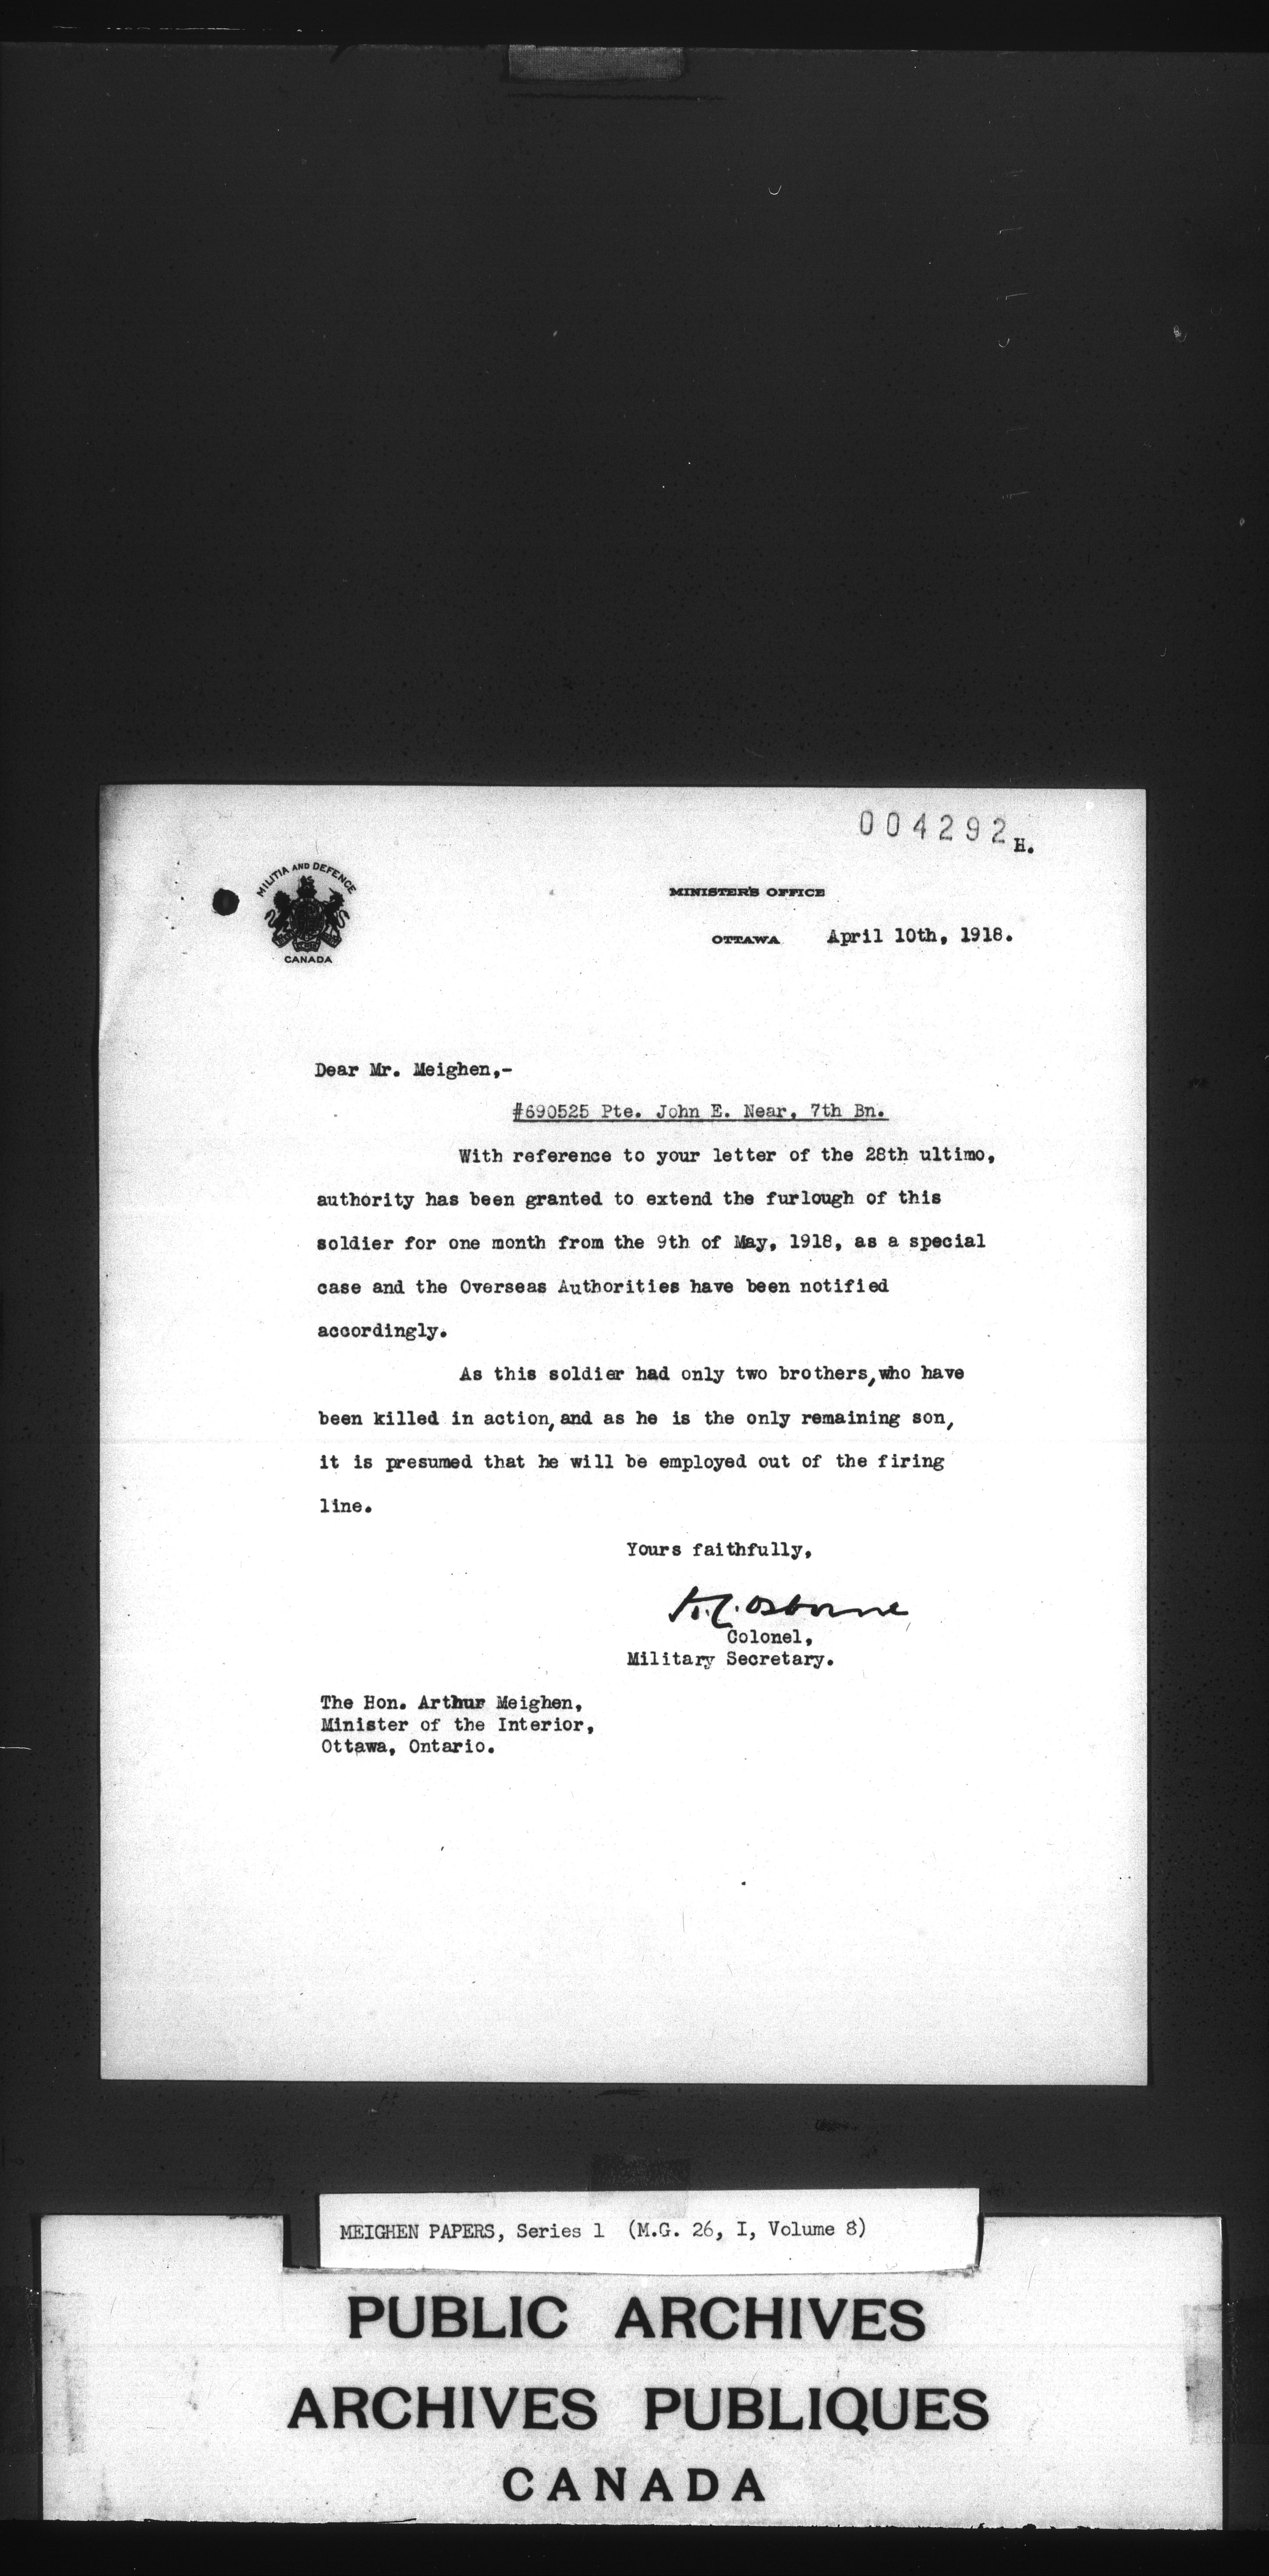 004292
H.
MILITIA AND DEFENCE
CANADA
MINISTER'S OFFICE
OTTAWA April 10th, 1918.
Dear Mr. Meighen,-
#690525 Pte. John E. Near, 7th Bn.
With reference to your letter of the 28th ultimo,
authority has been granted to extend the furlough of this
soldier for one month from the 9th of May, 1918, as a special
case and the Overseas Authorities have been notified
accordingly.
As this soldier had only two brothers, who have
been killed in action, and as he is the only remaining son,
it is presumed that he will be employed out of the firing
line.
Yours faithfully,
Osborne
Colonel,
Military Secretary.
The Hon. Arthur Meighen,
Minister of the Interior,
Ottawa, Ontario.
MEIGHEN PAPERS, Series 1 (M.G. 26, I, Volume 8)
PUBLIC ARCHIVES
ARCHIVES PUBLIQUES
CANADA